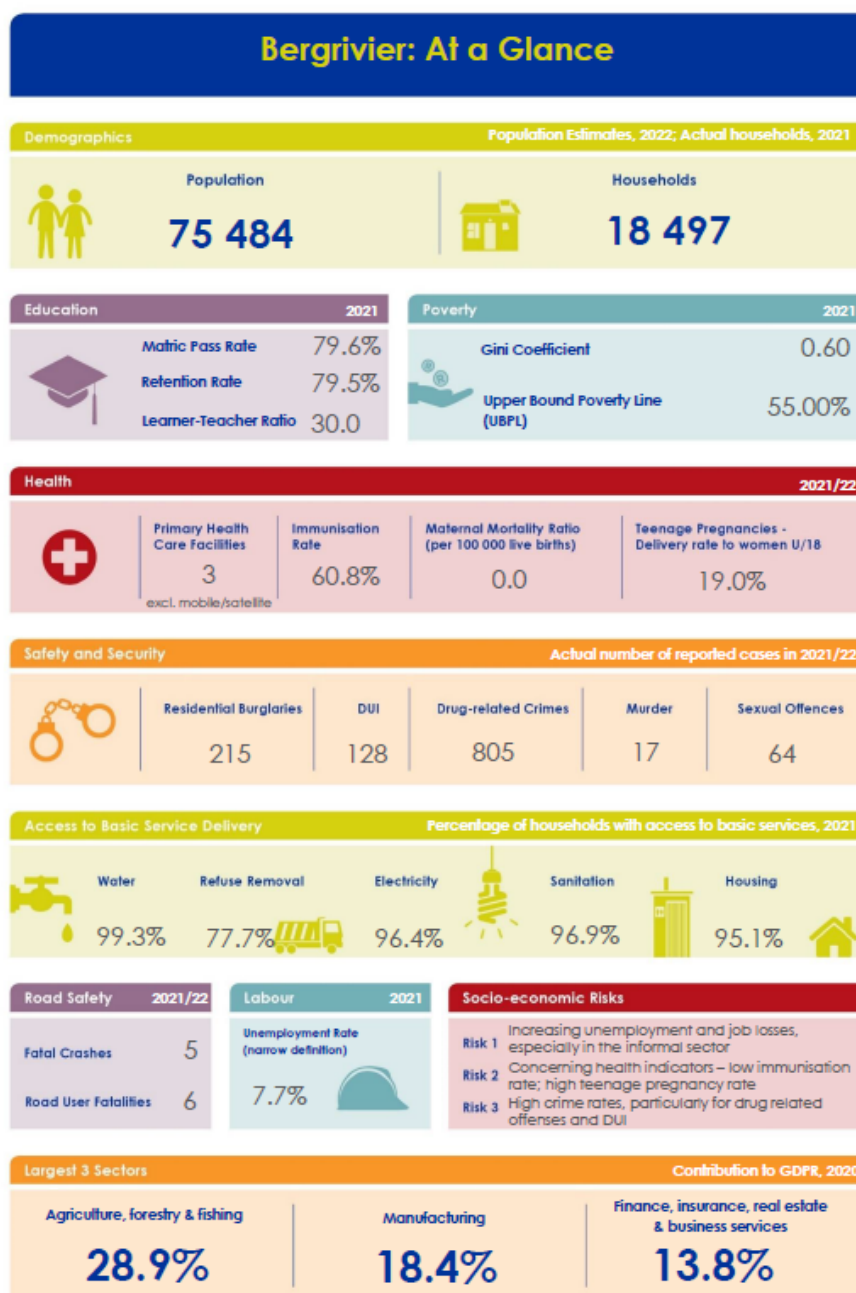 Bergrivier: At a Glance
Demographics
Population Estimates, 2022; Actual households, 2021
Population
75 484
Households
18 497
Education 2021
Matric Pass Rate 79.6%
Retention Rate 79.5%
Learner-Teacher Ratio 30.0
Poverty 2021
Gini Coefficient 0.60
Upper Bound Poverty Line
(UBPL)
55.00%
Health 2021/22
Primary Health
Care Facilities
3
excl. mobile/satellite
Immunisation
Rate
60.8%
Maternal Mortality Ratio
(per 100 000 live births)
0.0
Teenage Pregnancies -
Delivery rate to women U/18
19.0%
Safety and Security
Actual number of reported cases in 2021/22
Residential Burglaries
215
DUI
128
Drug-related Crimes
805
Murder
17
Sexual Offences
64
Access to Basic Service Delivery
Percentage of households with access to basic services, 2021
Water
99.3%
Refuse Removal
77.7%
Electricity
96.4%
Sanitation
96.9%
Housing
95.1%
Road Safety 2021/22
Fatal Crashes 5
Road User Fatalities 6
Labour 2021
Unemployment Rate
(narrow definition)
7.7%
Socio-economic Risks
Risk 1 Increasing unemployment and job losses,
especially in the informal sector
Risk 2 Concerning health indicators – low immunisation
rate; high teenage pregnancy rate
Risk 3 High crime rates, particularly for drug related
offenses and DUI
Largest 3 Sectors
Contribution to GDPR, 2020
Agriculture, forestry & fishing
28.9%
Manufacturing
18.4%
Finance, insurance, real estate
& business services
13.8%